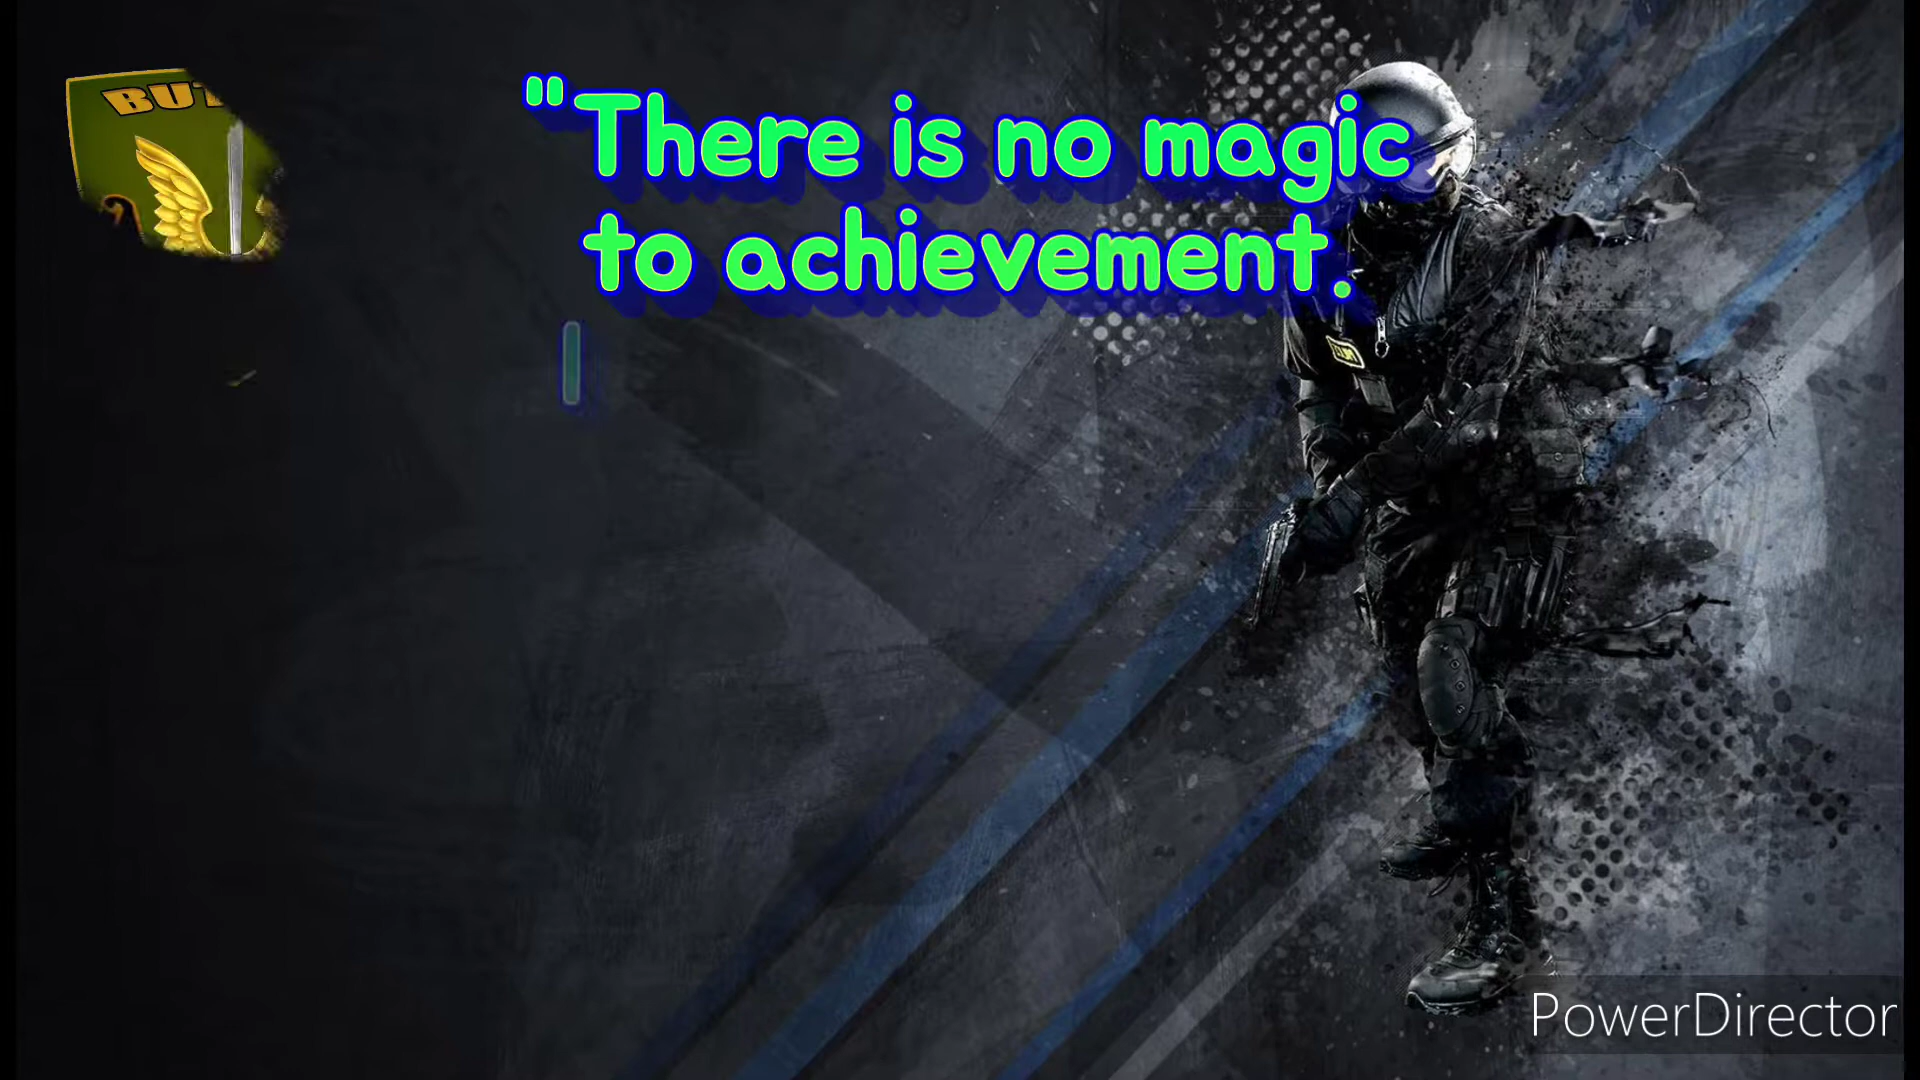 "There is no magic
to achievement.
PowerDirector